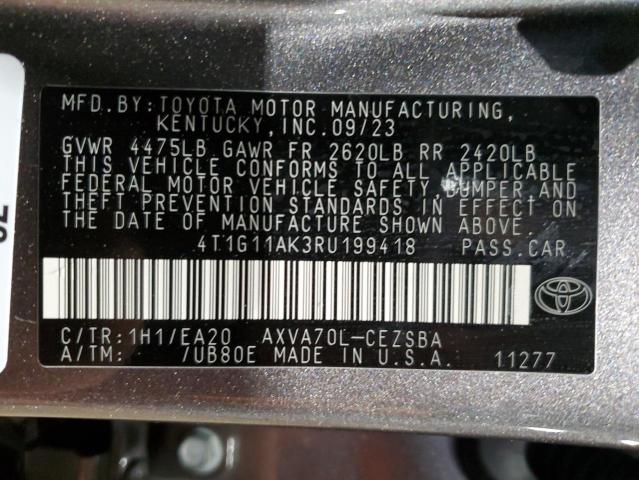 MFD. BY: TOYOTA MOTOR MANUFACTURING,
KENTUCKY, INC. 09/23
GVWR 4475LB GAWR FR 2620LB RR 2420LB
THIS VEHICLE CONFORMS TO ALL APPLICABLE
FEDERAL MOTOR VEHICLE SAFETY, BUMPER AND
THEFT PREVENTION STANDARDS IN EFFECT ON
THE DATE OF MANUFACTURE SHOWN ABOVE.
4T1G11AK3RU199418 PASS. CAR
C/TR: 1H1/EA20 AXVA70L-CEZSBA
A/TM: /UB80E MADE IN U.S.A. 11277